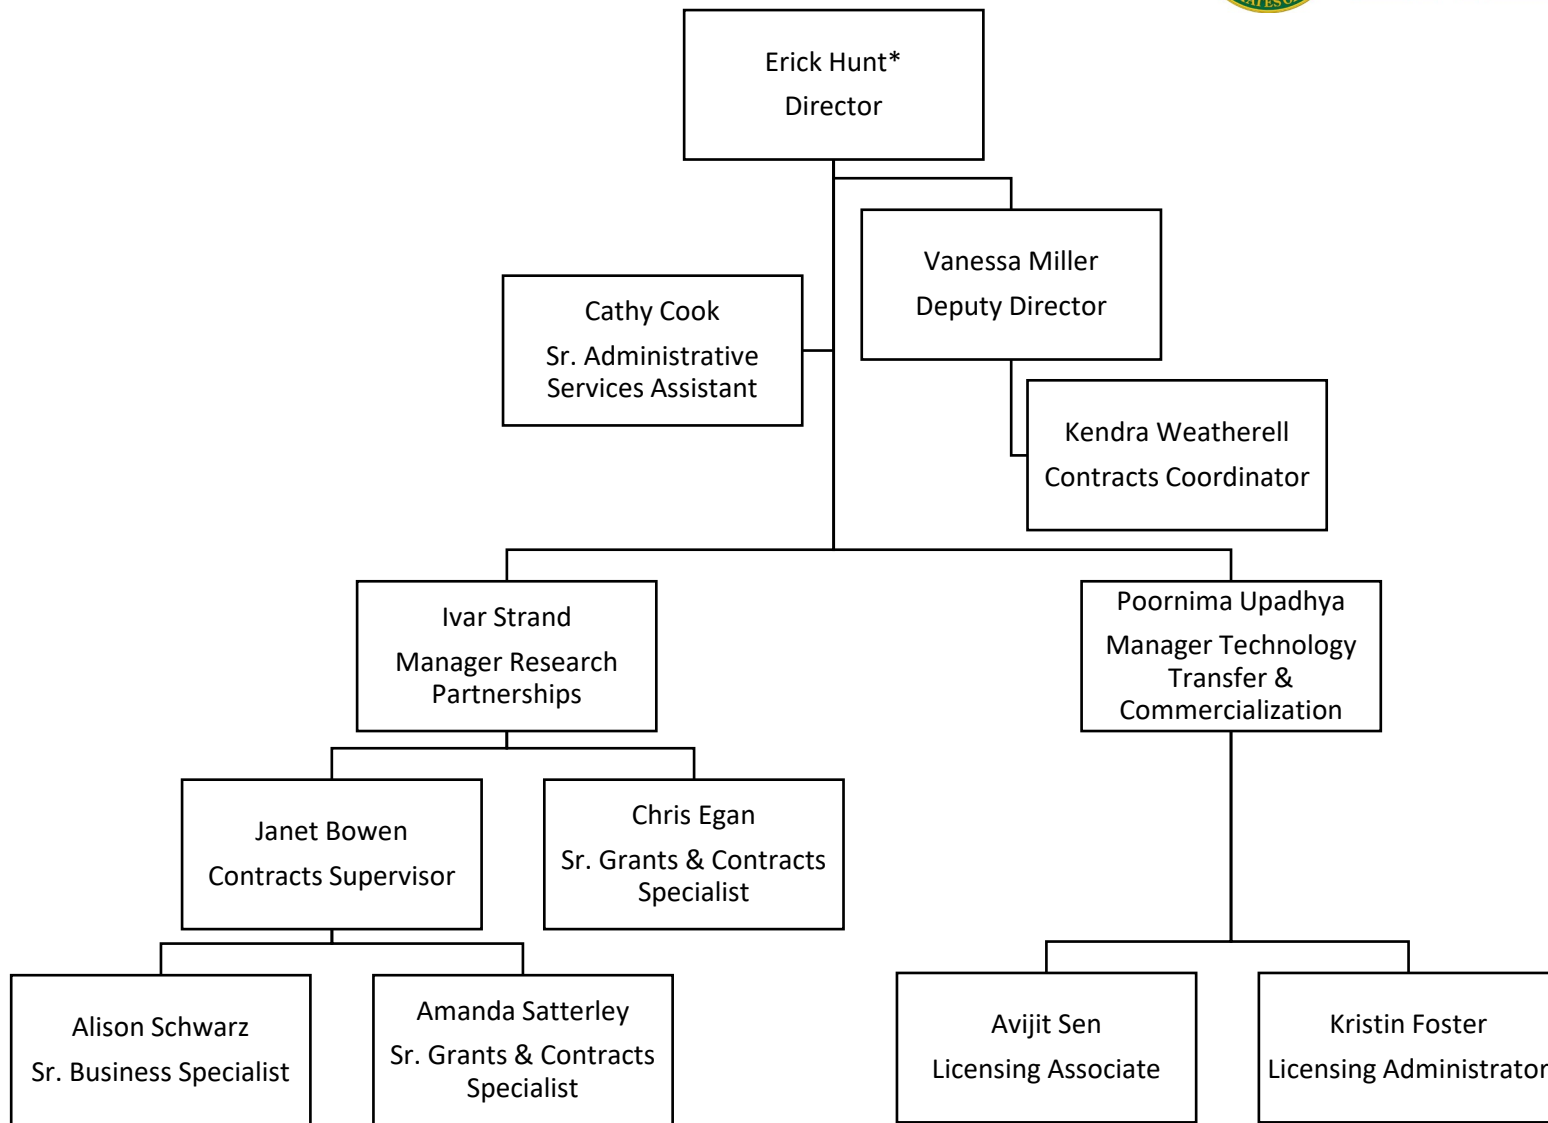 ATES O
Erick Hunt*
Director
Vanessa Miller
Deputy Director
Cathy Cook
Sr. Administrative
Services Assistant
Kendra Weatherell
Contracts Coordinator
Ivar Strand
Manager Research
Partnerships
Poornima Upadhya
Manager Technology
Transfer &
Commercialization
Janet Bowen
Contracts Supervisor
Chris Egan
Sr. Grants & Contracts
Specialist
Alison Schwarz
Sr. Business Specialist
Amanda Satterley
Sr. Grants & Contracts
Specialist
Avijit Sen
Licensing Associate
Kristin Foster
Licensing Administrator